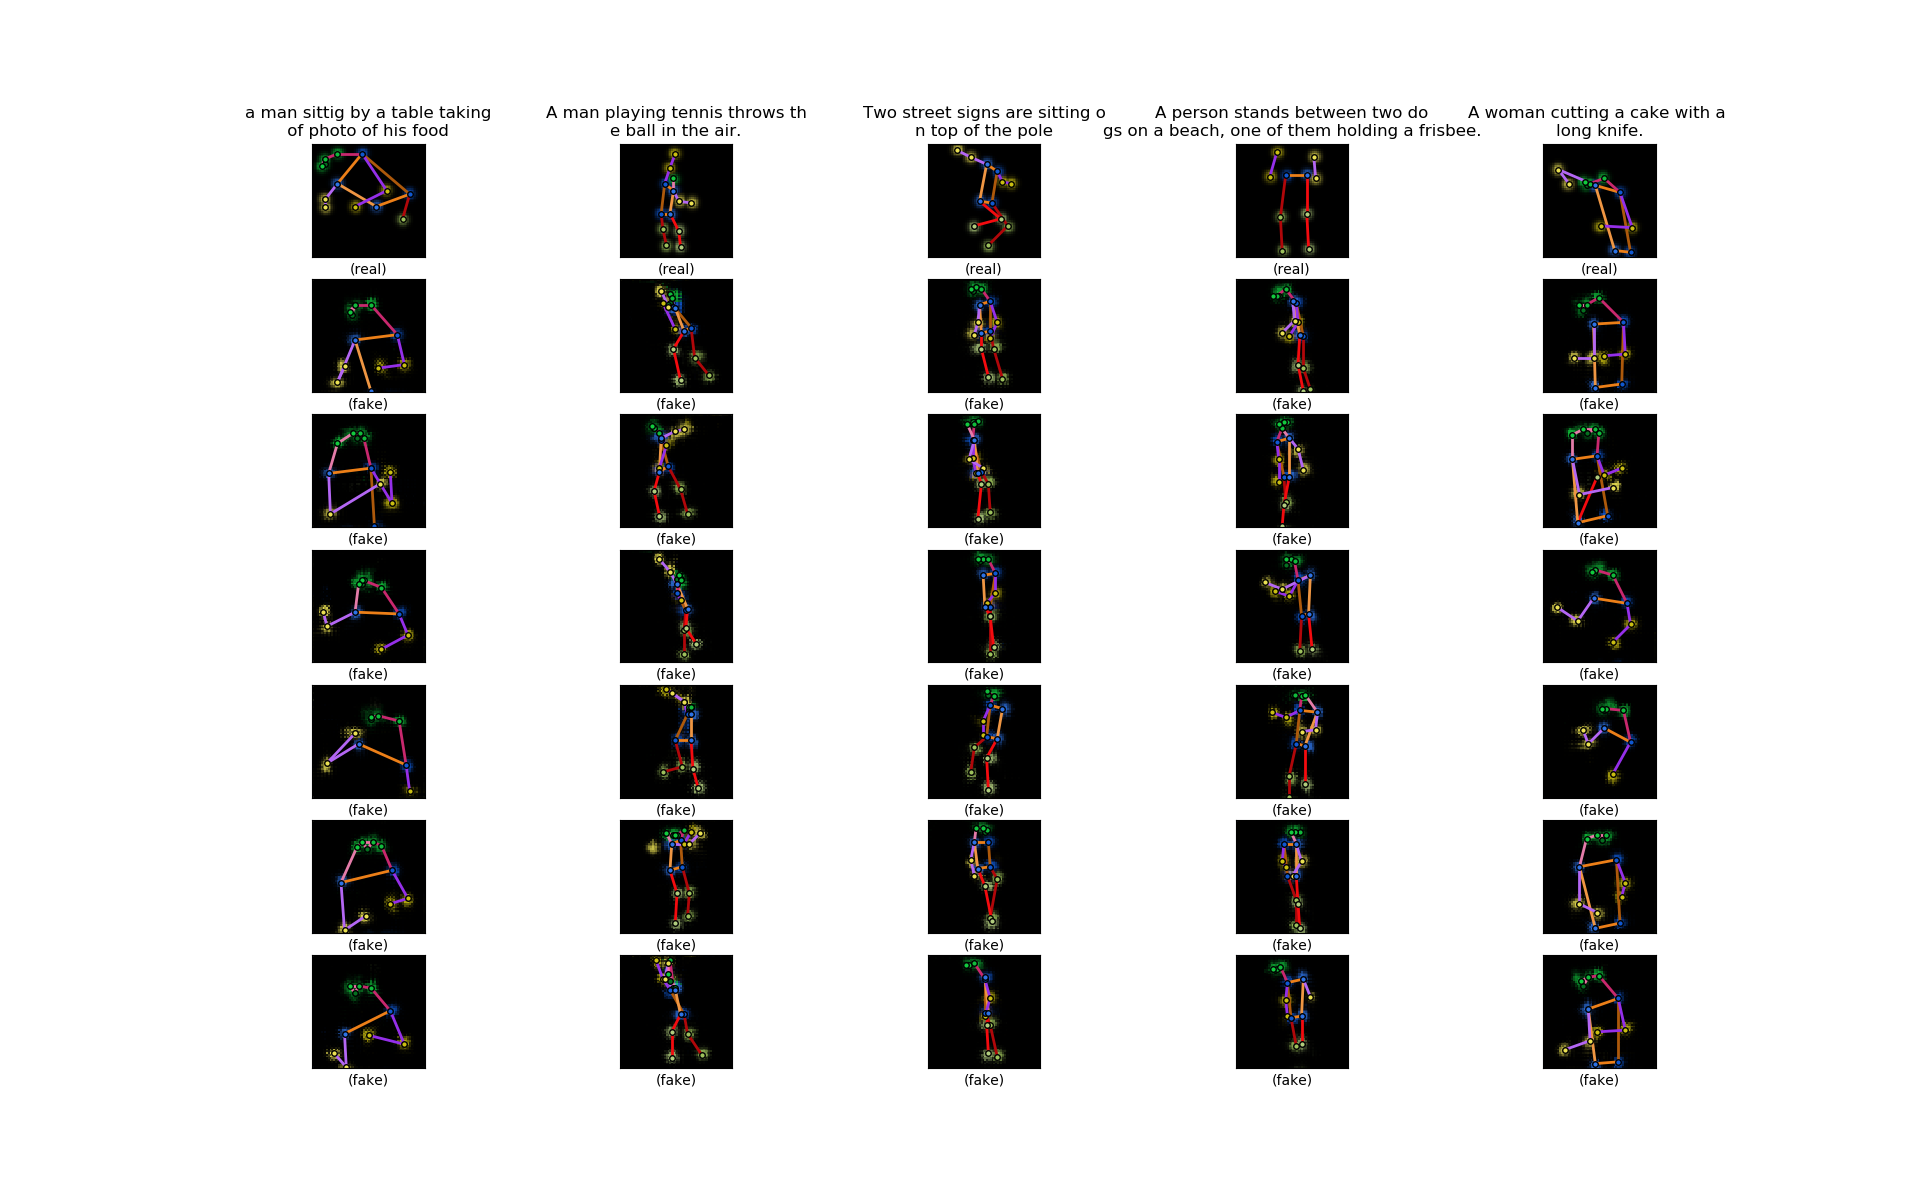 a man sittig by a table taking
of photo of his food
A man playing tennis throws th
e ball in the air.
Two street signs are sitting o
n top of the pole
A person stands between two do
gs on a beach, one of them holding a frisbee.
A woman cutting a cake with a
long knife.
(real) (real) (real) (real) (real)
(fake) (fake) (fake) (fake) (fake)
(fake) (fake) (fake) (fake) (fake)
(fake) (fake) (fake) (fake) (fake)
(fake) (fake) (fake) (fake) (fake)
(fake) (fake) (fake) (fake) (fake)
(fake) (fake) (fake) (fake) (fake)